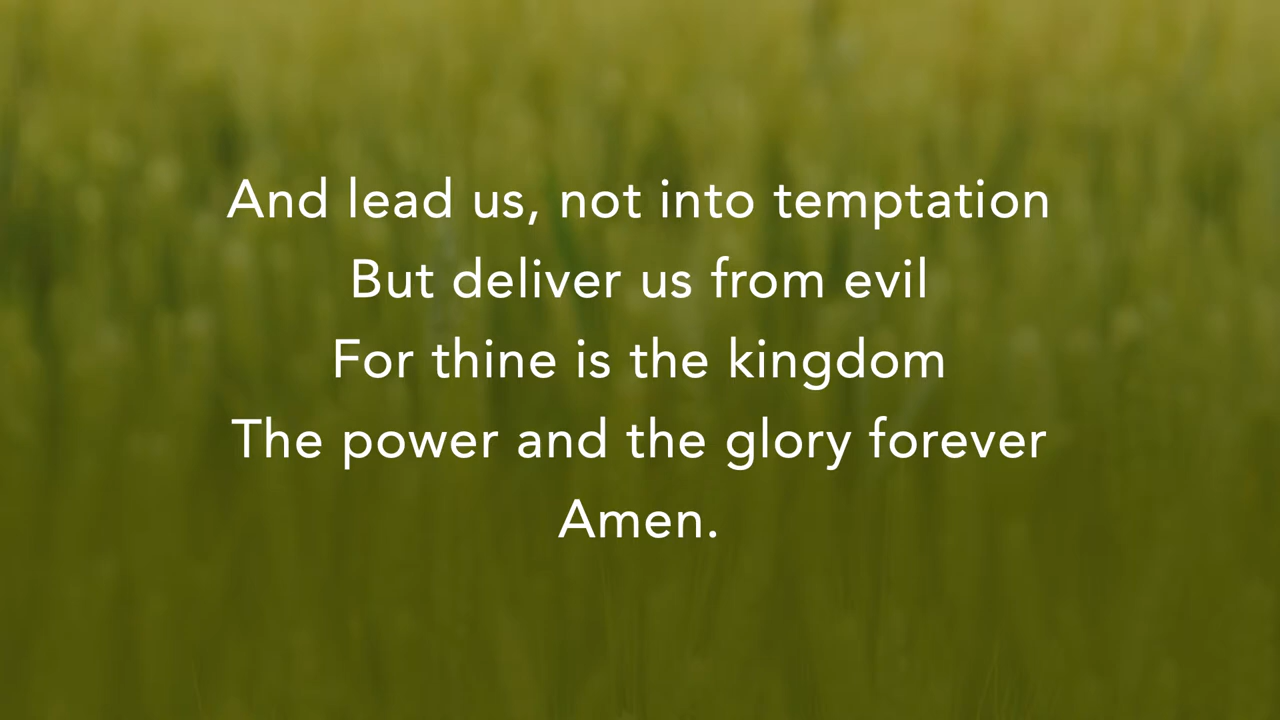 And lead us, not into temptation
But deliver us from evil
For thine is the kingdom
The power and the glory forever
Amen.